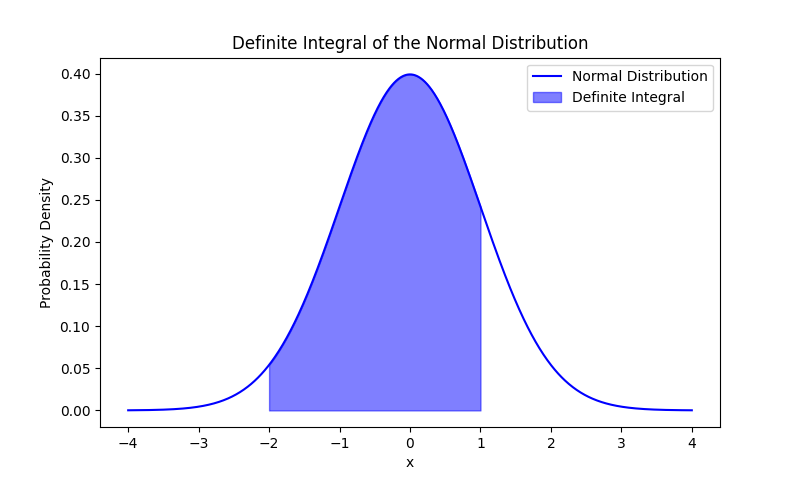 Definite Integral of the Normal Distribution
Normal Distribution
Definite Integral
Probability Density
0.40
0.35
0.30
0.25
0.20
0.15
0.10
0.05
0.00
−4 −3 −2 −1 0 1 2 3 4
x